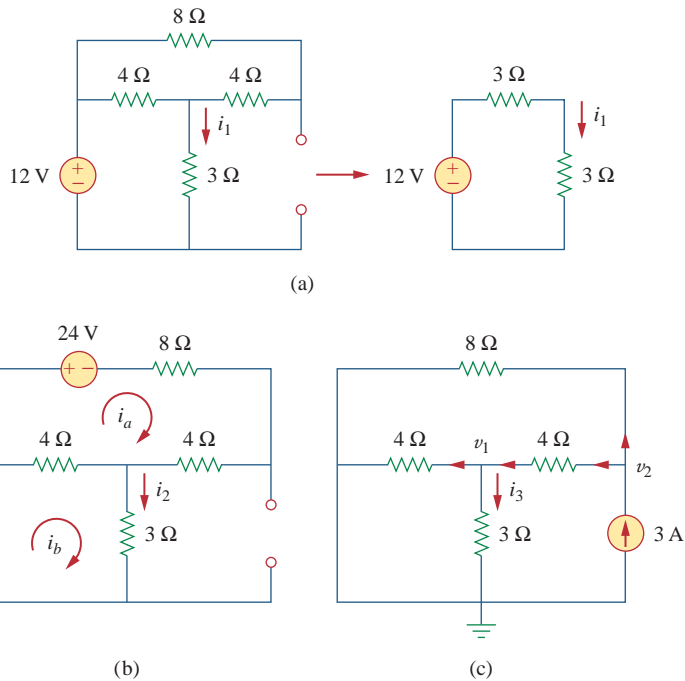 8 Ω
4 Ω 4 Ω
i1
12 V + − 3 Ω
3 Ω
i1
12 V + − 3 Ω
(a)
24 V
+ − 8 Ω
ia
4 Ω 4 Ω
i2
ib 3 Ω
(b)
8 Ω
4 Ω v1 4 Ω
v2
i3
3 Ω 3 A
(c)